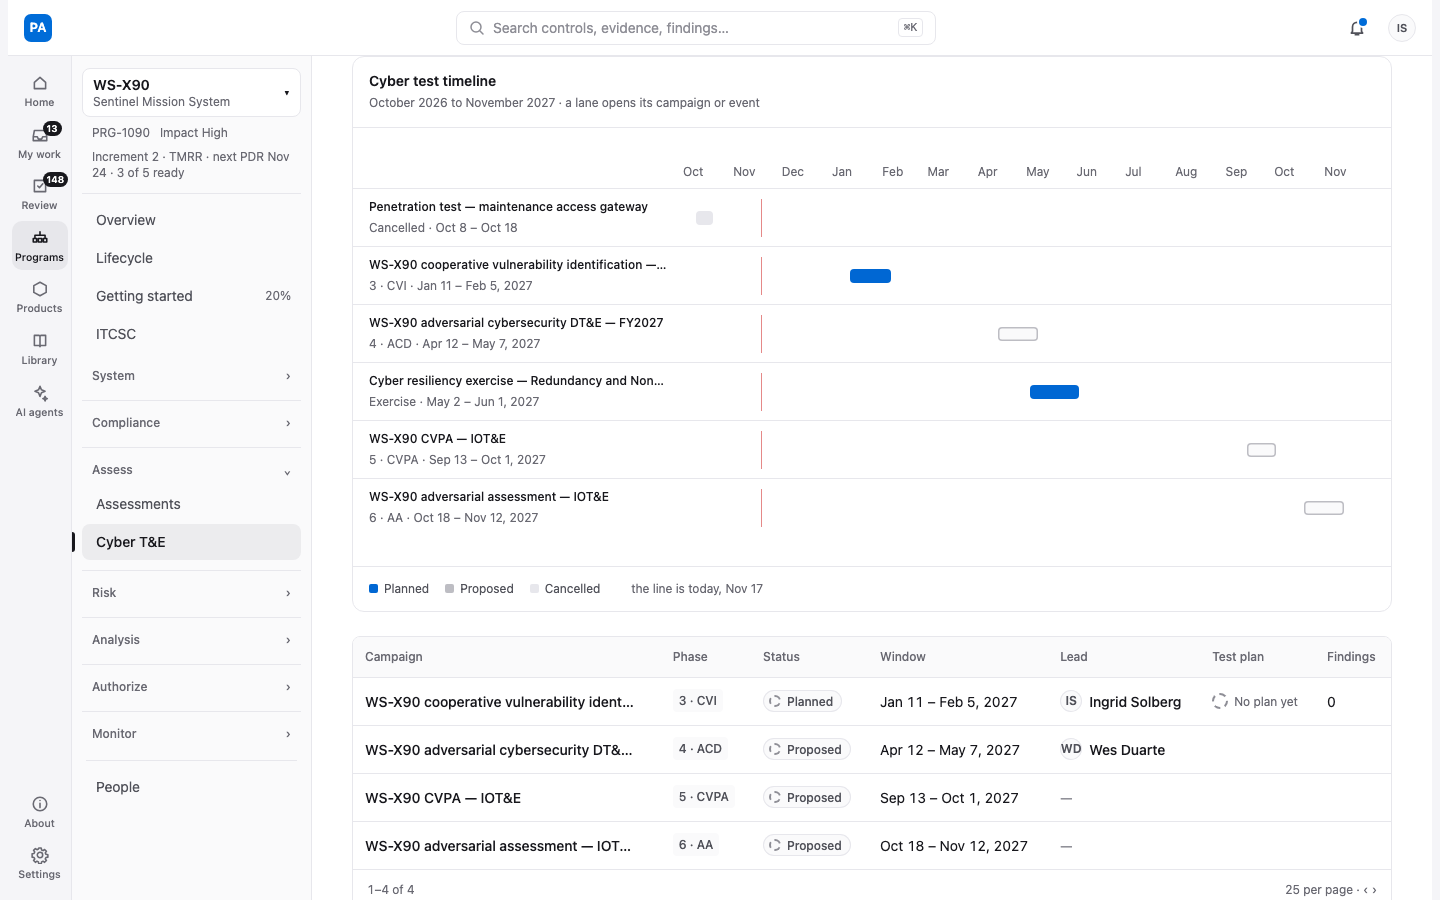 PA
Search controls, evidence, findings...
⌘K
IS
Home
13
My work
148
Review
Programs
Products
Library
AI agents
About
Settings
WS-X90
Sentinel Mission System
PRG-1090 Impact High
Increment 2 · TMRR · next PDR Nov
24 · 3 of 5 ready
Overview
Lifecycle
Getting started 20%
ITCSC
System
Compliance
Assess
Assessments
Cyber T&E
Risk
Analysis
Authorize
Monitor
People
Cyber test timeline
October 2026 to November 2027 · a lane opens its campaign or event
Oct Nov Dec Jan Feb Mar Apr May Jun Jul Aug Sep Oct Nov
Penetration test — maintenance access gateway
Cancelled · Oct 8 – Oct 18
WS-X90 cooperative vulnerability identification —...
3 · CVI · Jan 11 – Feb 5, 2027
WS-X90 adversarial cybersecurity DT&E — FY2027
4 · ACD · Apr 12 – May 7, 2027
Cyber resiliency exercise — Redundancy and Non...
Exercise · May 2 – Jun 1, 2027
WS-X90 CVPA — IOT&E
5 · CVPA · Sep 13 – Oct 1, 2027
WS-X90 adversarial assessment — IOT&E
6 · AA · Oct 18 – Nov 12, 2027
Planned Proposed Cancelled the line is today, Nov 17
Campaign Phase Status Window Lead Test plan Findings
WS-X90 cooperative vulnerability ident... 3 · CVI Planned Jan 11 – Feb 5, 2027 IS Ingrid Solberg No plan yet 0
WS-X90 adversarial cybersecurity DT&... 4 · ACD Proposed Apr 12 – May 7, 2027 WD Wes Duarte
WS-X90 CVPA — IOT&E 5 · CVPA Proposed Sep 13 – Oct 1, 2027 —
WS-X90 adversarial assessment — IOT... 6 · AA Proposed Oct 18 – Nov 12, 2027 —
1–4 of 4 25 per page · ‹ ›